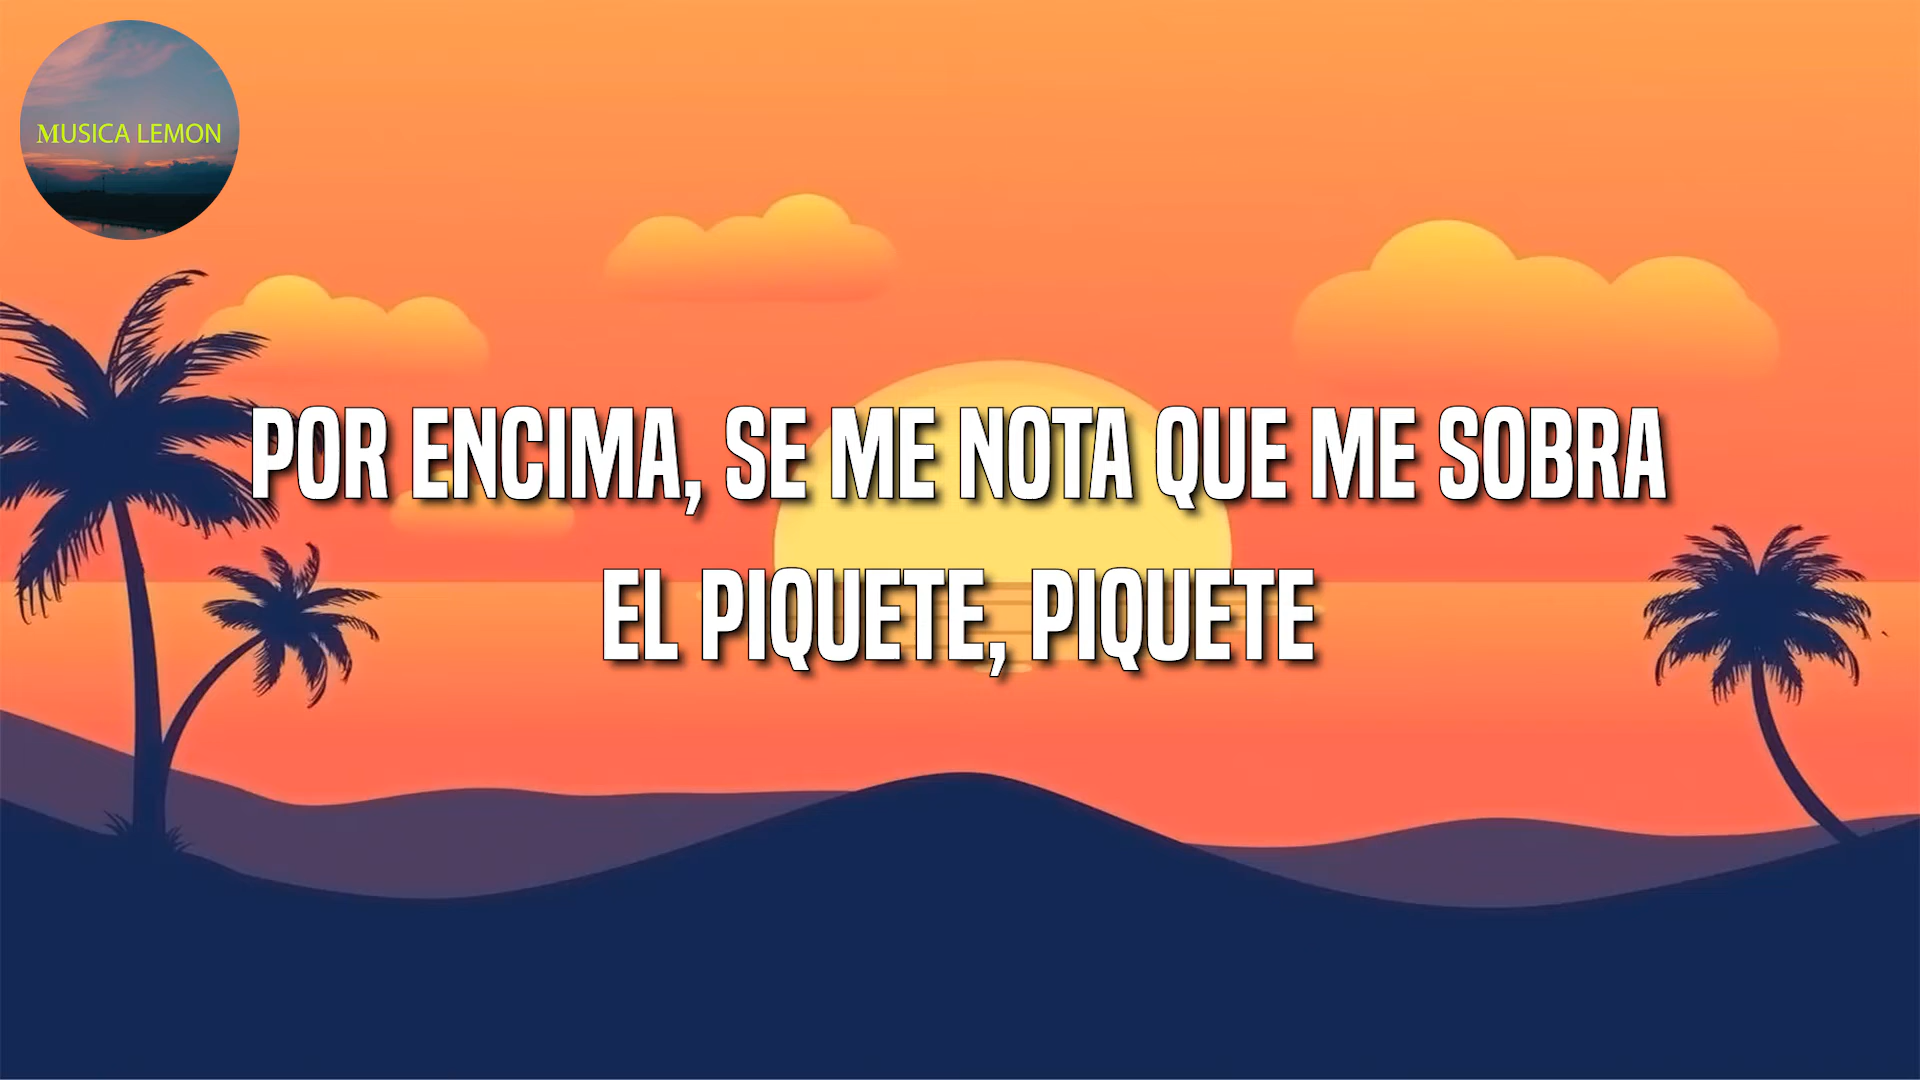 MUSICA LEMON
POR ENCIMA, SE ME NOTA QUE ME SOBRA
EL PIQUETE, PIQUETE